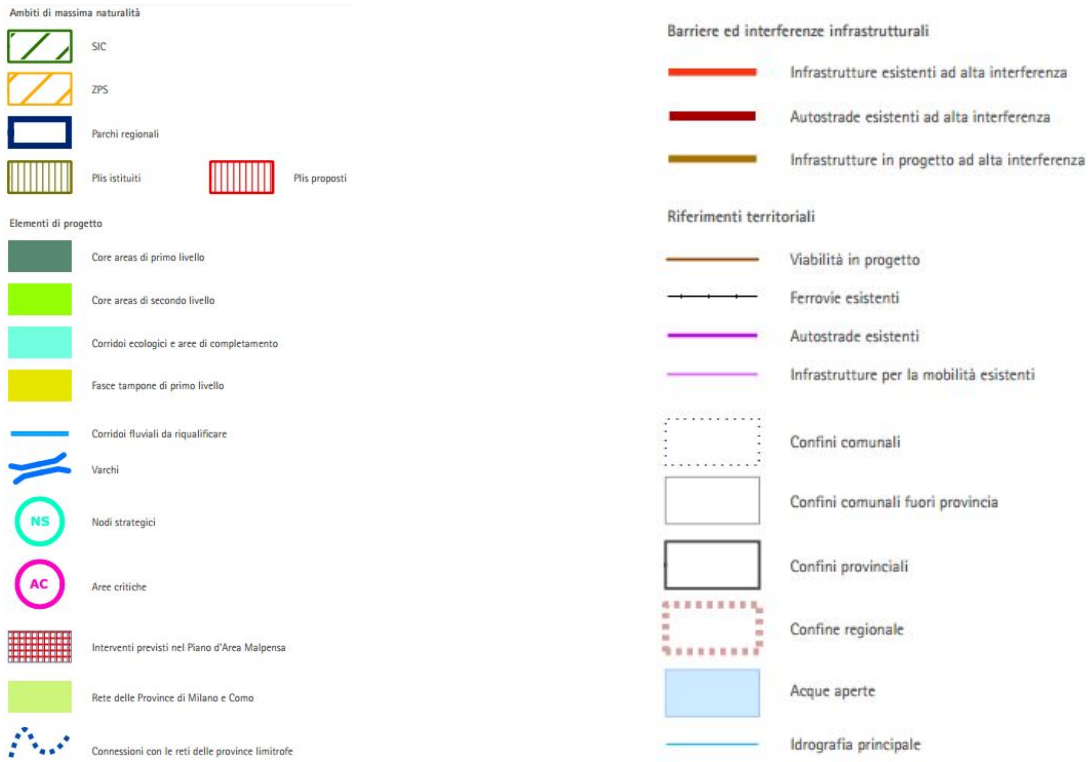 Ambiti di massima naturalità
SIC
ZPS
Parchi regionali
Plis istituiti
Plis proposti
Elementi di progetto
Core areas di primo livello
Core areas di secondo livello
Corridoi ecologici e aree di completamento
Fasce tampone di primo livello
Corridoi fluviali da riqualificare
Varchi
NS
Nodi strategici
AC
Aree critiche
Interventi previsti nel Piano d'Area Malpensa
Rete delle Province di Milano e Como
Connessioni con le reti delle province limitrofe
Barriere ed interferenze infrastrutturali
Infrastrutture esistenti ad alta interferenza
Autostrade esistenti ad alta interferenza
Infrastrutture in progetto ad alta interferenza
Riferimenti territoriali
Viabilità in progetto
Ferrovie esistenti
Autostrade esistenti
Infrastrutture per la mobilità esistenti
Confini comunali
Confini comunali fuori provincia
Confini provinciali
Confine regionale
Acque aperte
Idrografia principale